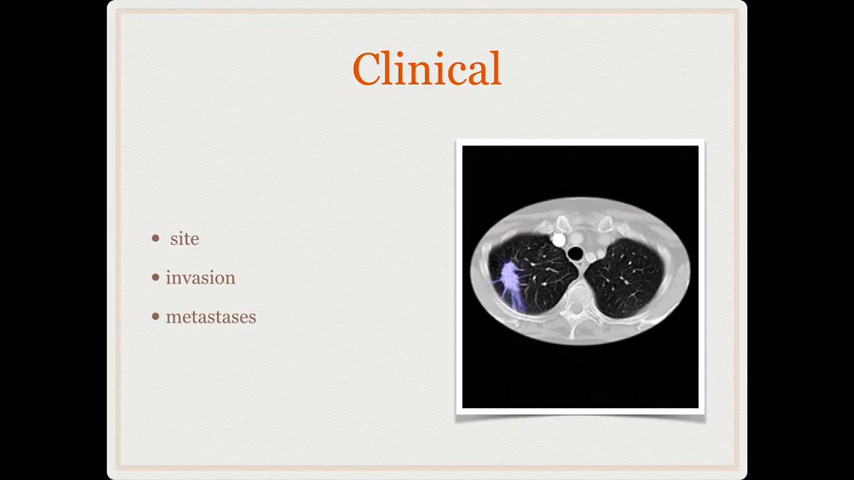 Clinical
• site
• invasion
• metastases